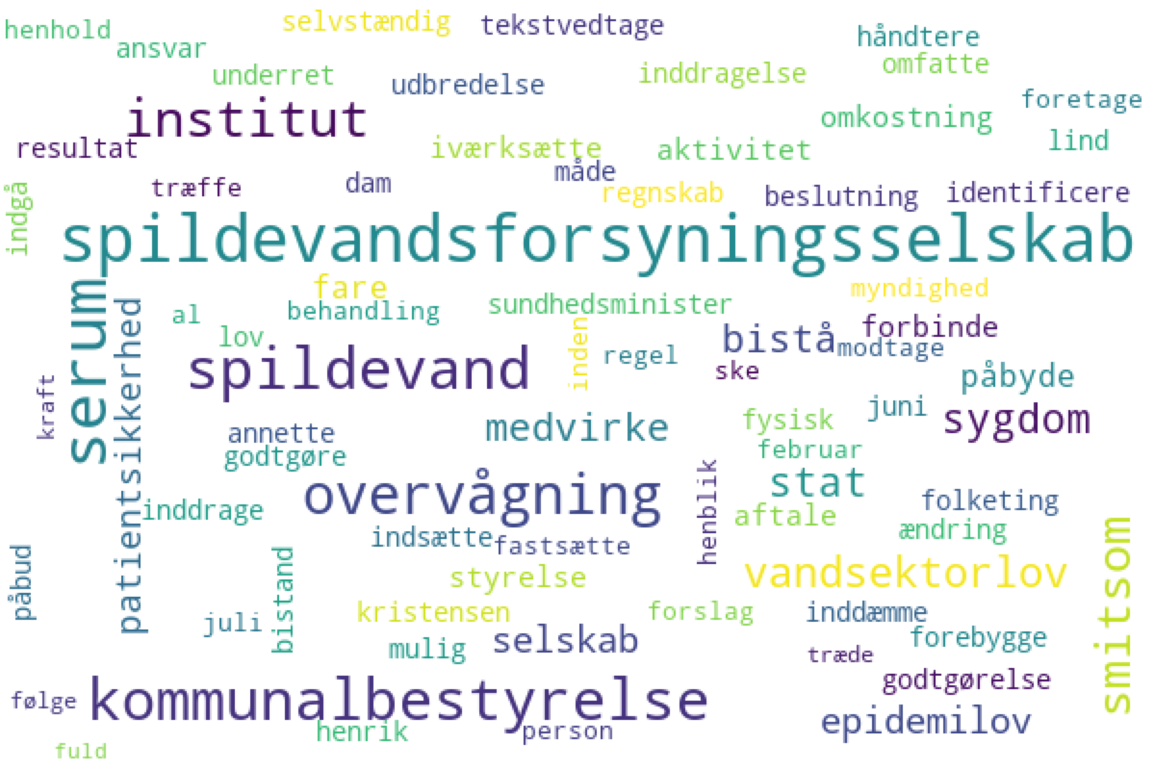 henhold
selvstændig
tekstvedtage
ansvar
håndtere
underret
inddragelse
omfatte
udbredelse
institut
foretage
omkostning
resultat
iværksætte
aktivitet
lind
træffe
dam
måde
regnskab
beslutning
identificere
indgå
spildevandsforsyningsselskab
serum
fare
sundhedsminister
myndighed
patientsikkerhed
al
behandling
lov
inden
bistå
forbinde
spildevand
regel
modtage
ske
påbyde
kraft
annette
medvirke
fysisk
juni
sygdom
godtgøre
februar
overvågning
henblik
stat
folketing
inddrage
aftale
ændring
indsætte
fastsætte
påbud
bistand
styrelse
vandsektorlov
smitsom
juli
kristensen
forslag
inddæmme
mulig
selskab
forebygge
træde
godtgørelse
følge
kommunalbestyrelse
epidemilov
henrik
person
fuld